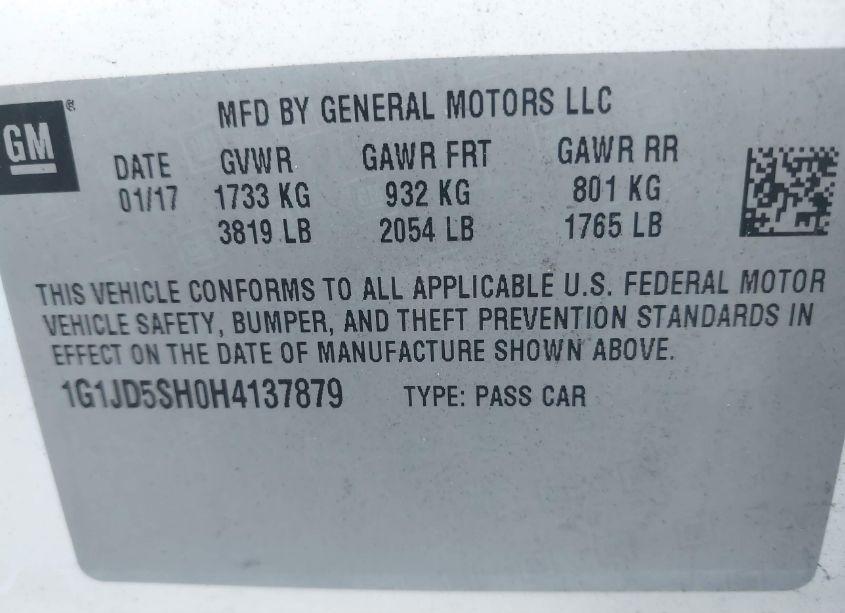 GM®
MFD BY GENERAL MOTORS LLC
DATE GVWR GAWR FRT GAWR RR
01/17 1733 KG 932 KG 801 KG
3819 LB 2054 LB 1765 LB
THIS VEHICLE CONFORMS TO ALL APPLICABLE U.S. FEDERAL MOTOR
VEHICLE SAFETY, BUMPER, AND THEFT PREVENTION STANDARDS IN
EFFECT ON THE DATE OF MANUFACTURE SHOWN ABOVE.
1G1JD5SH0H4137879 TYPE: PASS CAR